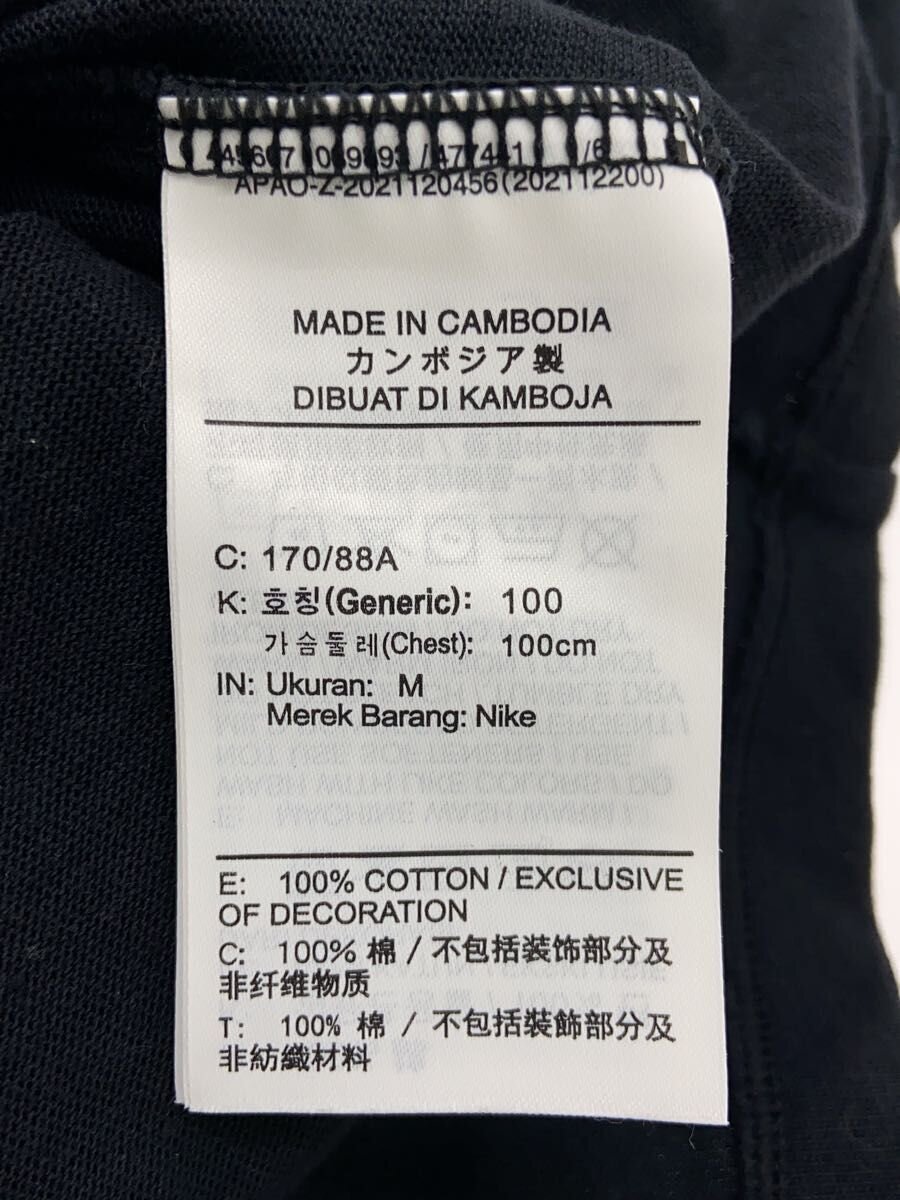 APAO-Z-2021120456(202112200)
MADE IN CAMBODIA
カンボジア製
DIBUAT DI KAMBOJA
C: 170/88A
K: 호칭(Generic): 100
가슴둘레(Chest): 100cm
IN: Ukuran: M
Merek Barang: Nike
E: 100% COTTON / EXCLUSIVE
OF DECORATION
C: 100% 棉 / 不包括装饰部分及
非纤维物质
T: 100% 棉 / 不包括裝飾部分及
非紡織材料